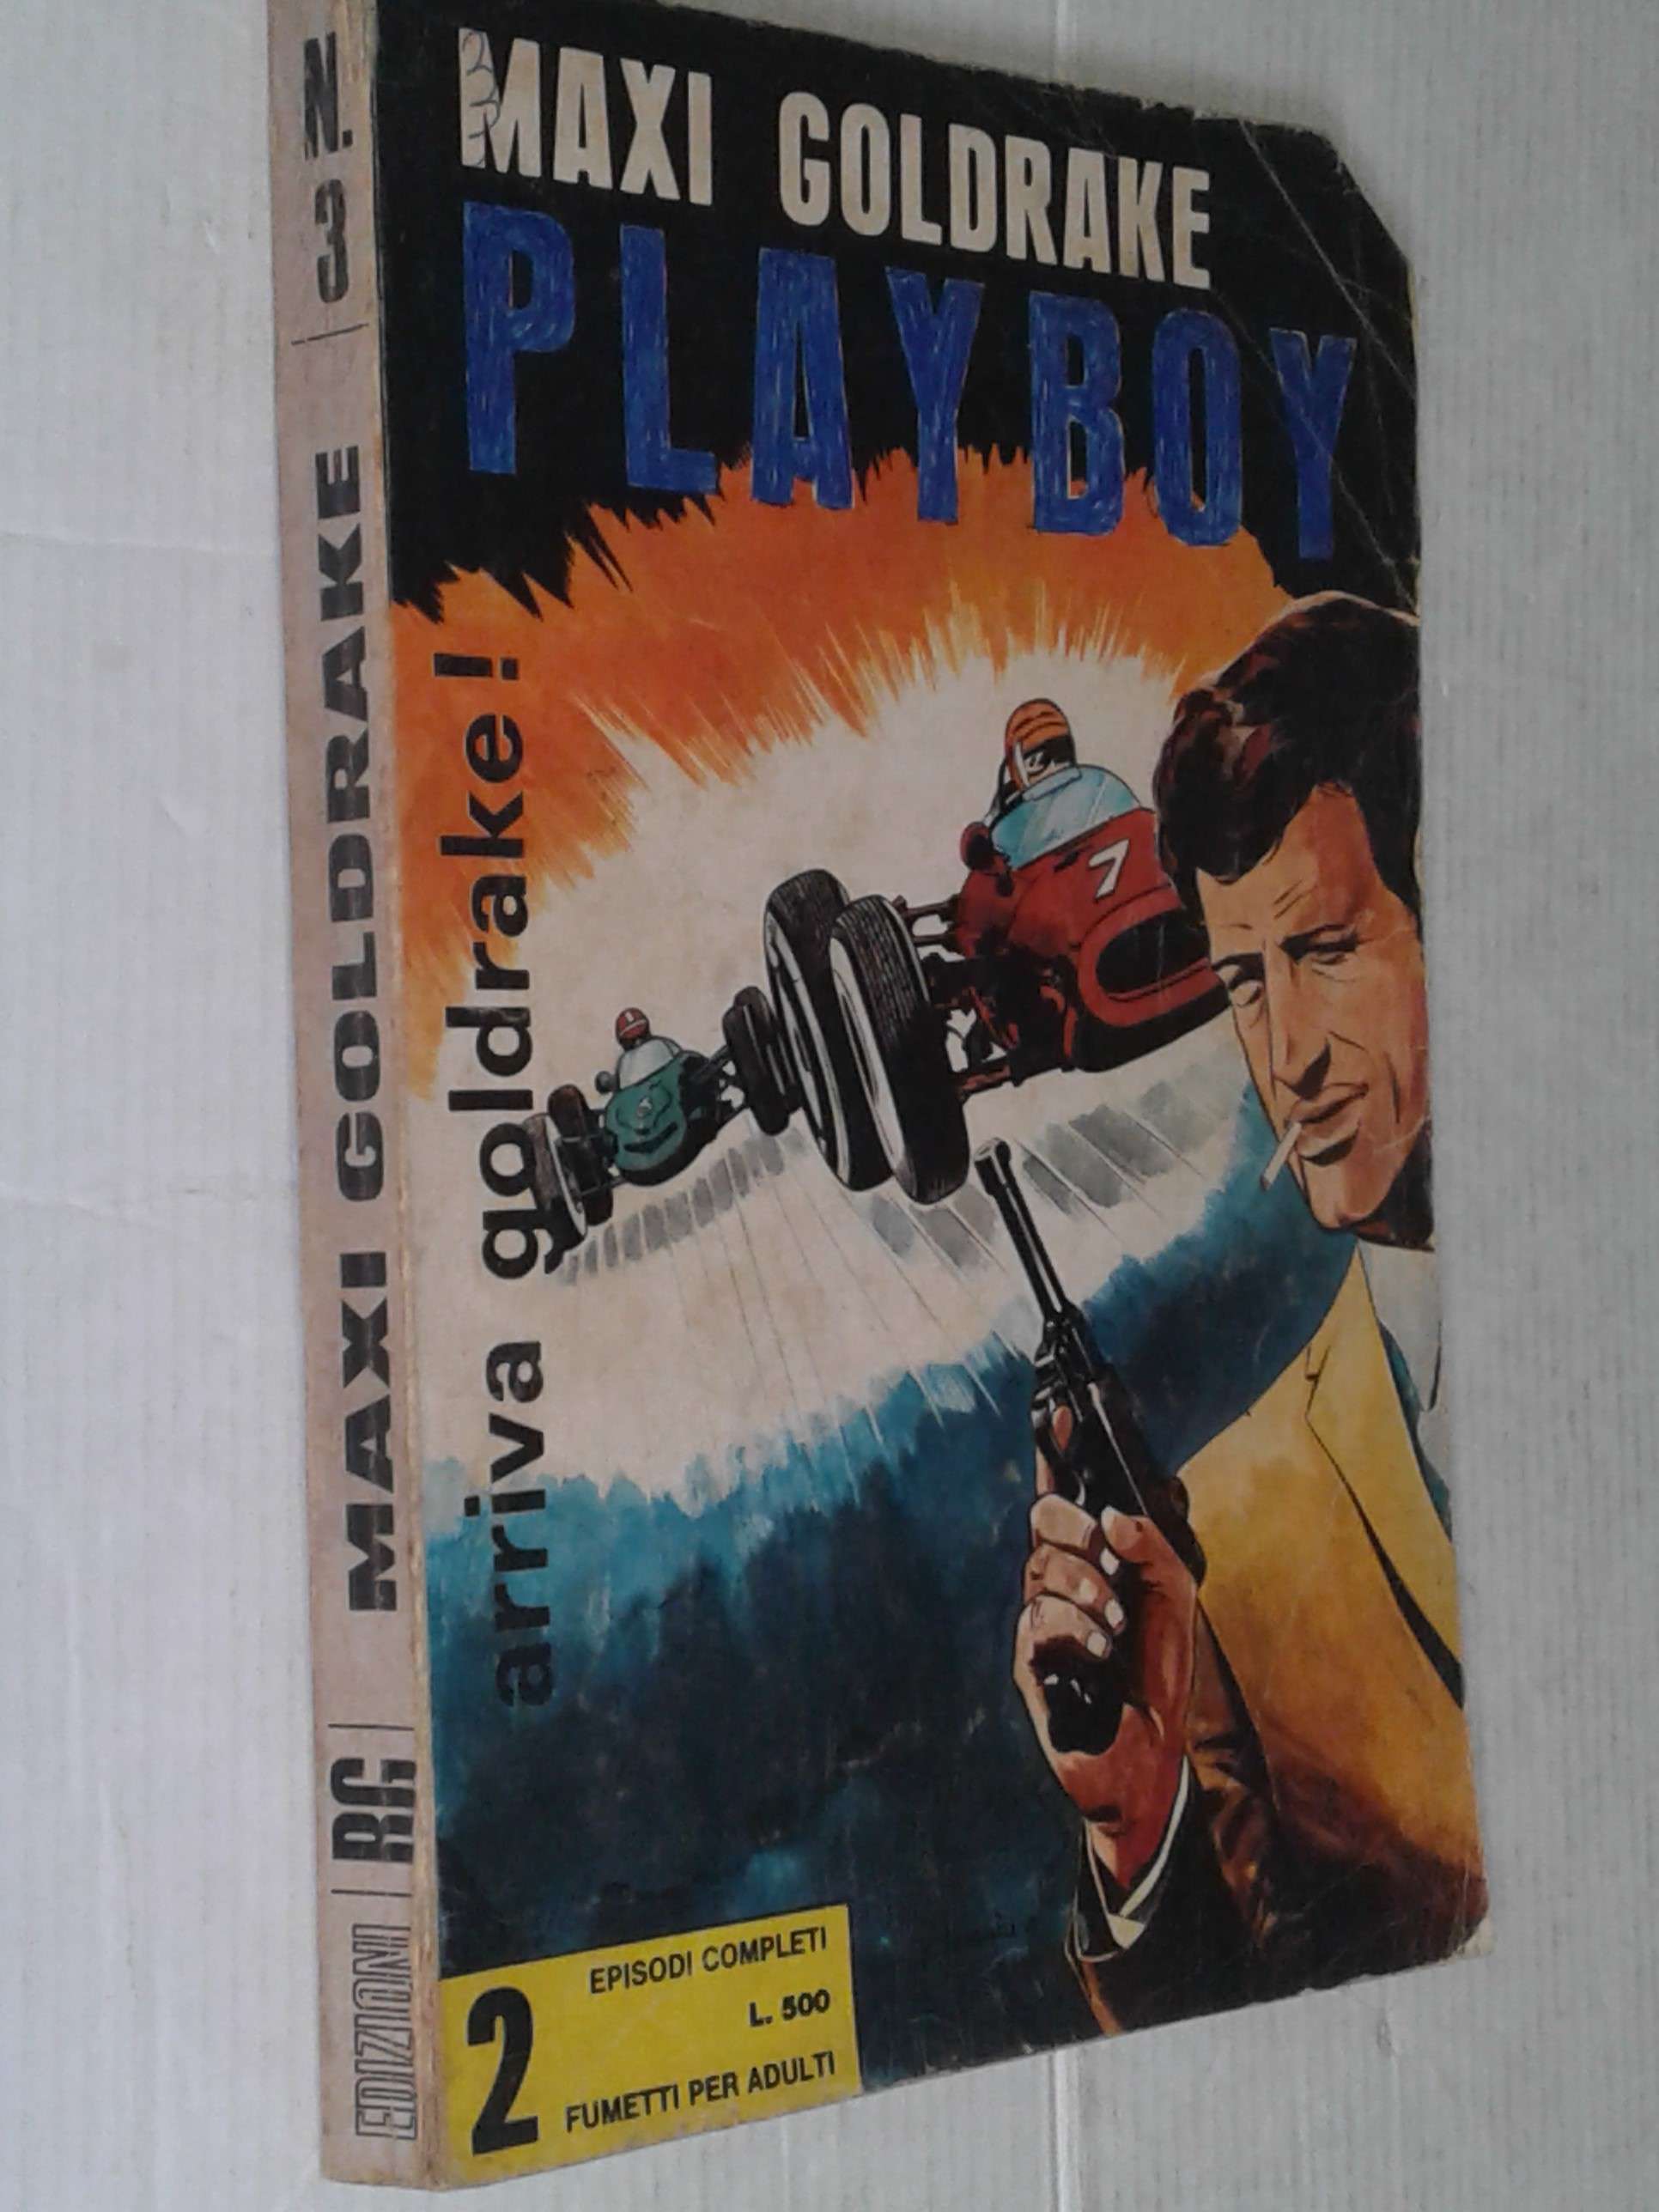 N. 3
MAXI GOLDRAKE
EDIZIONI RG
MAXI GOLDRAKE
PLAYBOY
arriva goldrake!
7
2
EPISODI COMPLETI
L. 500
FUMETTI PER ADULTI